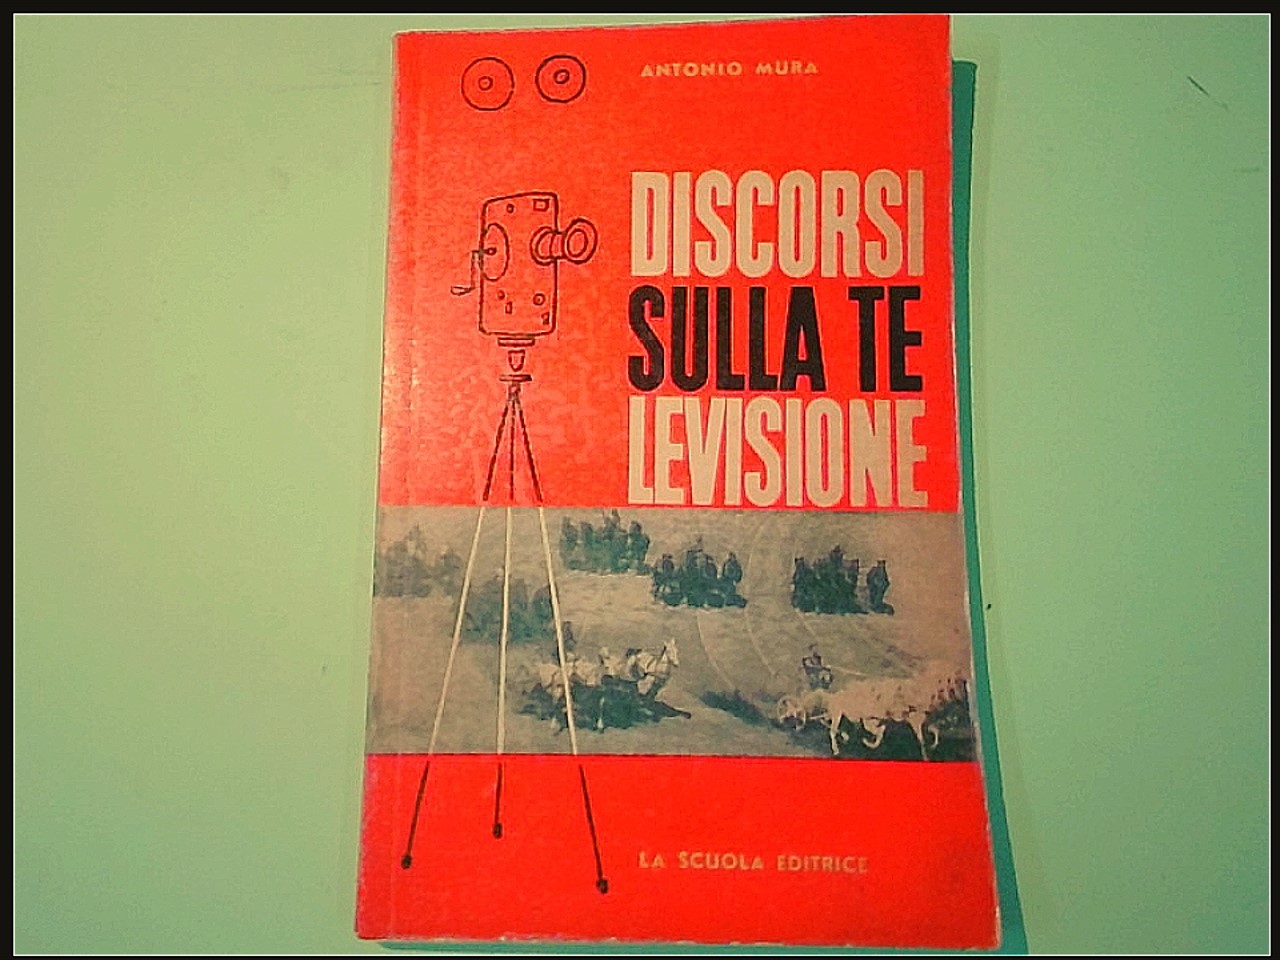 ANTONIO MURA
DISCORSI
SULLA TE
LEVISIONE
LA SCUOLA EDITRICE